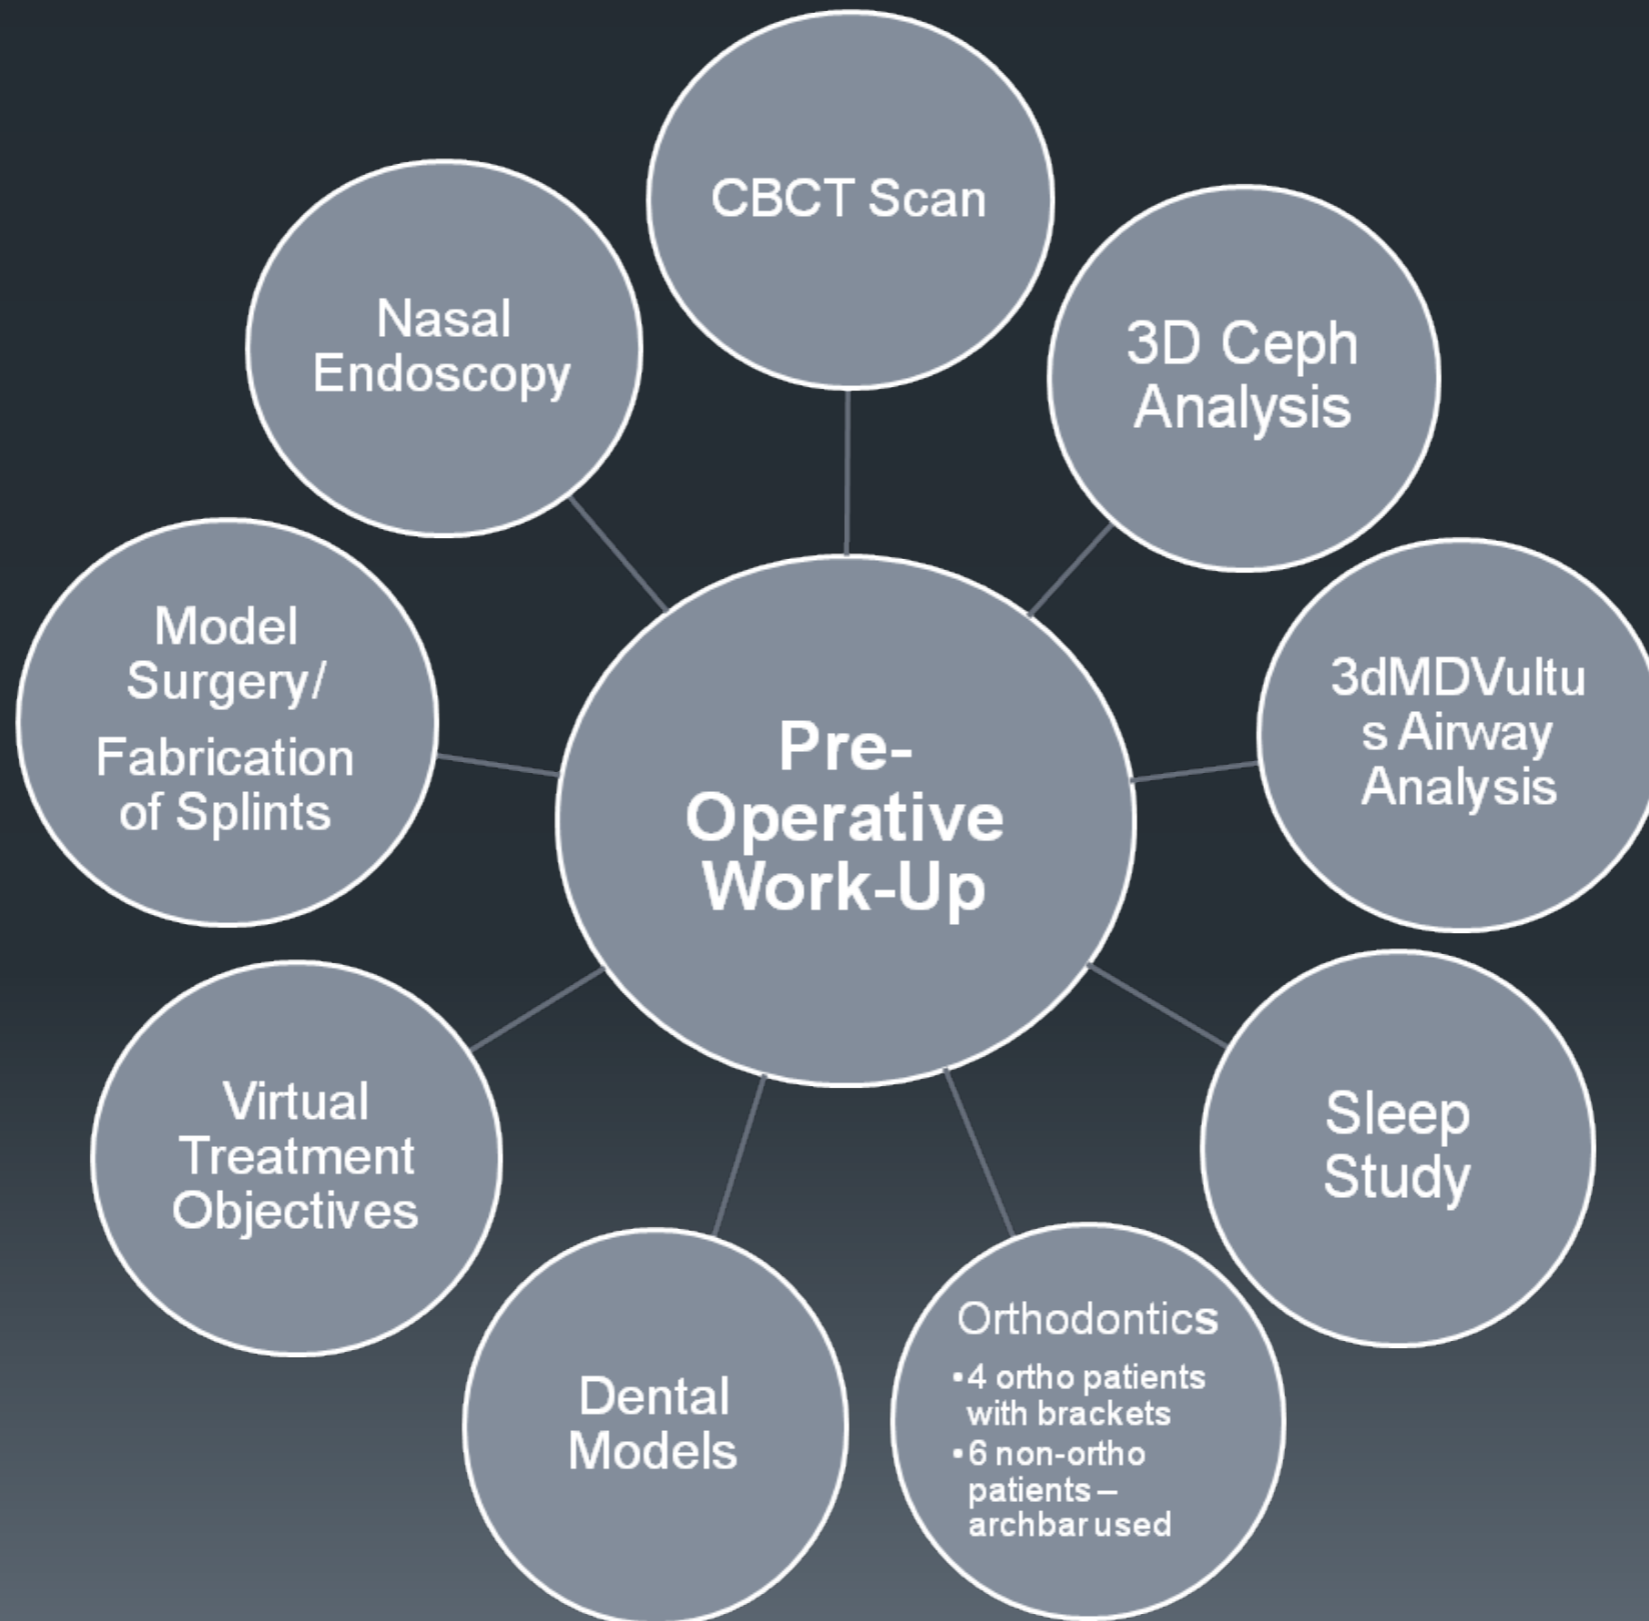 CBCT Scan
3D Ceph
Analysis
3dMDVultu
s Airway
Analysis
Sleep
Study
Orthodontics
•4 ortho patients
with brackets
•6 non-ortho
patients –
archbar used
Dental
Models
Virtual
Treatment
Objectives
Model
Surgery/
Fabrication
of Splints
Nasal
Endoscopy
Pre-
Operative
Work-Up